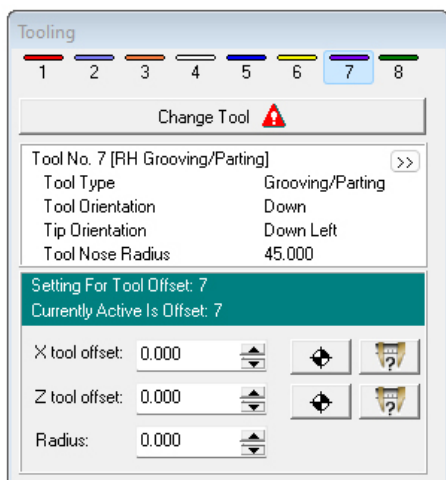 Tooling
1 2 3 4 5 6 7 8
Change Tool
Tool No. 7 [RH Grooving/Parting] >>
Tool Type Grooving/Parting
Tool Orientation Down
Tip Orientation Down Left
Tool Nose Radius 45.000
Setting For Tool Offset: 7
Currently Active Is Offset: 7
X tool offset: 0.000 ?
Z tool offset: 0.000 ?
Radius: 0.000